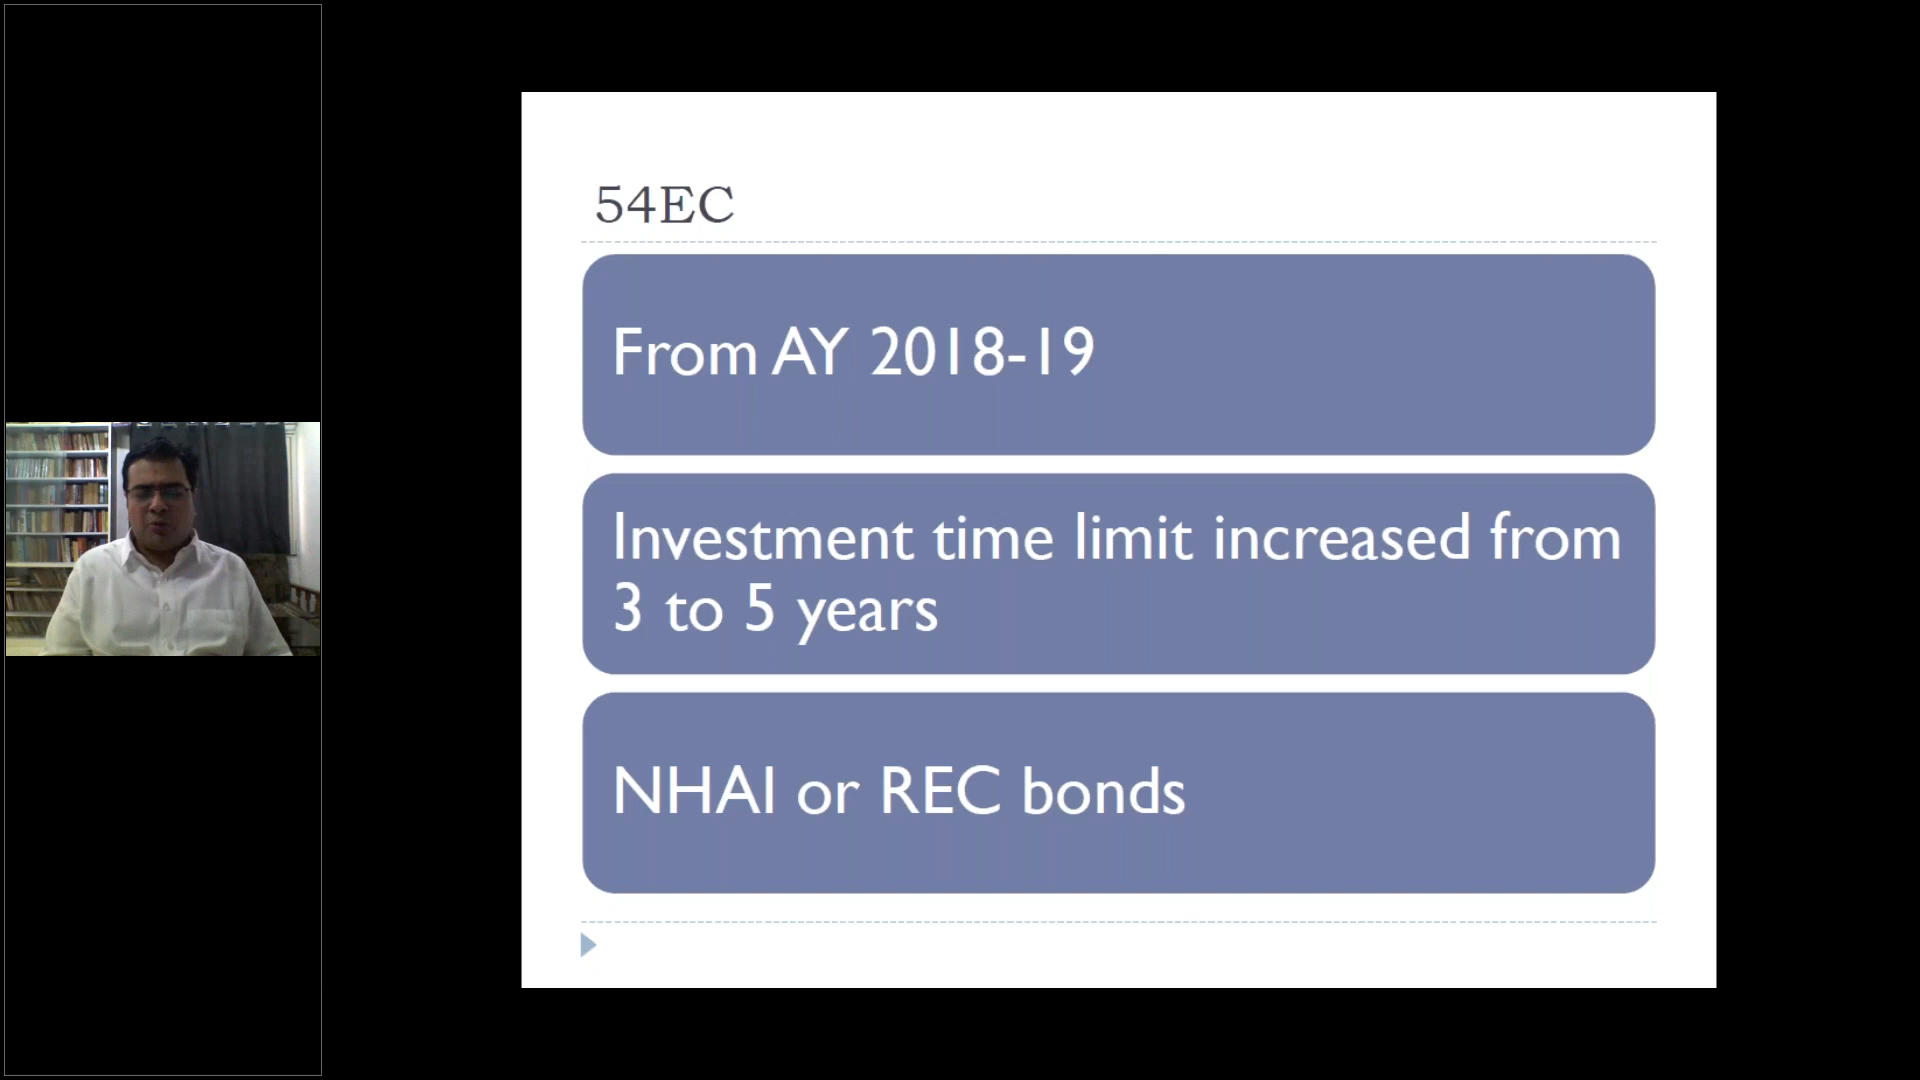 54EC
From AY 2018-19
Investment time limit increased from
3 to 5 years
NHAI or REC bonds